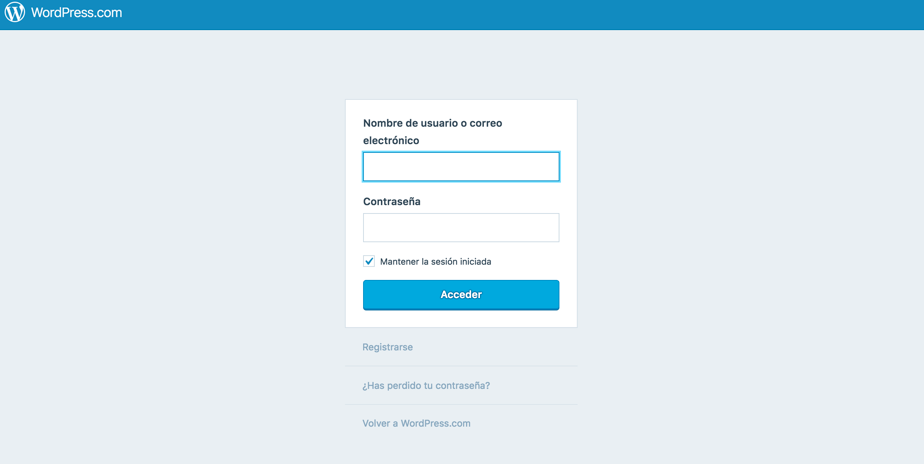 WordPress.com
Nombre de usuario o correo
electrónico
Contraseña
Mantener la sesión iniciada
Acceder
Registrarse
¿Has perdido tu contraseña?
Volver a WordPress.com